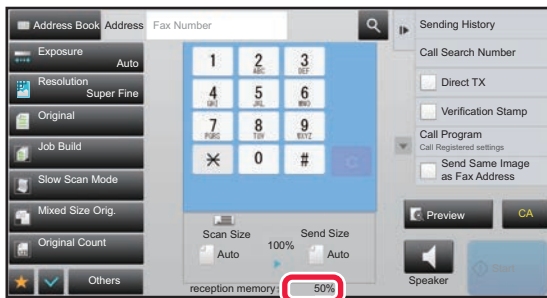 Address Book
Address
Fax Number
Exposure
Auto
Resolution
Super Fine
Original
Job Build
Slow Scan Mode
Mixed Size Orig.
Original Count
Others
1
2
ABC
3
DEF
4
GHI
5
JKL
6
MNO
7
PQRS
8
TUV
9
WXYZ
0
#
C
Scan Size
Auto
100%
Send Size
Auto
reception memory:
50%
Sending History
Call Search Number
Direct TX
Verification Stamp
Call Program
Call Registered settings
Send Same Image
as Fax Address
Preview
CA
Speaker
Start